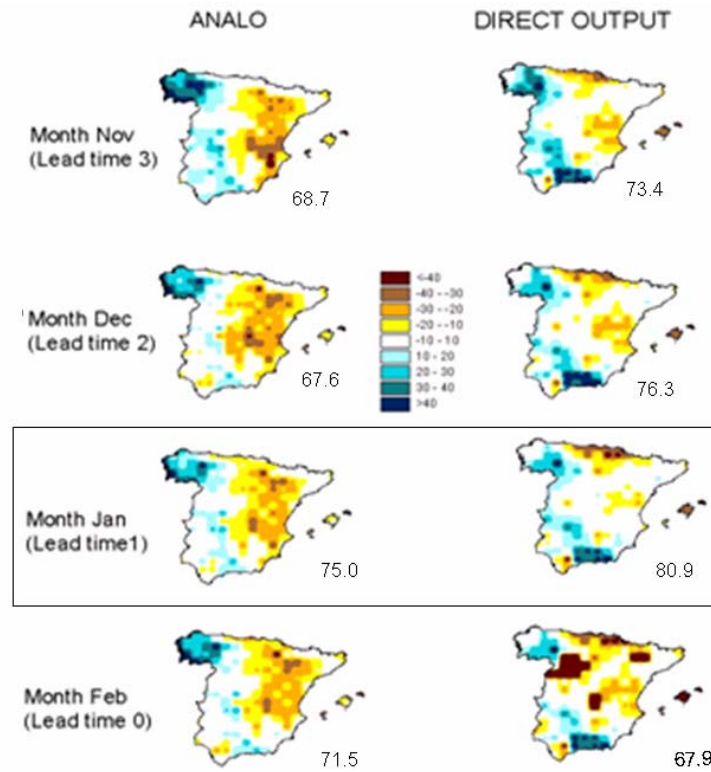 ANALO
DIRECT OUTPUT
Month Nov
(Lead time 3)
68.7
73.4
Month Dec
(Lead time 2)
67.6
76.3
<-40
-40 - -30
-30 - -20
-20 - -10
-10 - 10
10 - 20
20 - 30
30 - 40
>40
Month Jan
(Lead time1)
75.0
80.9
Month Feb
(Lead time 0)
71.5
67.9